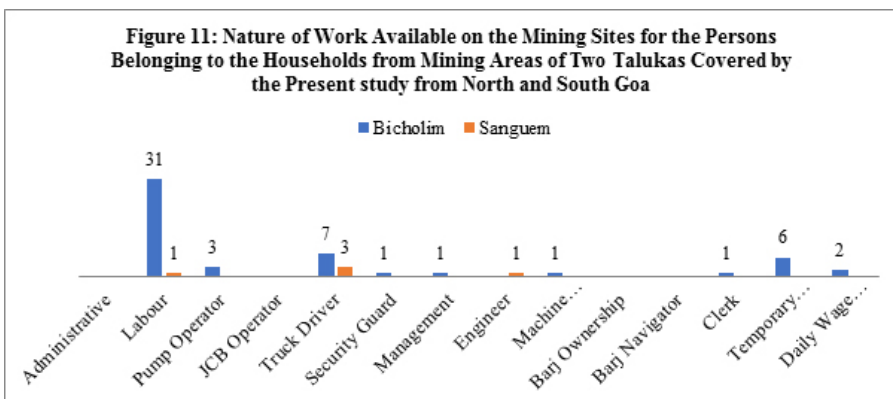 Figure 11: Nature of Work Available on the Mining Sites for the Persons
Belonging to the Households from Mining Areas of Two Talukas Covered by
the Present study from North and South Goa
Bicholim Sanguem
31
1
3
7
3
1
1
1
1
1
6
2
Administrative
Labour
Pump Operator
JCB Operator
Truck Driver
Security Guard
Management
Engineer
Machine…
Barj Ownership
Barj Navigator
Clerk
Temporary…
Daily Wage…